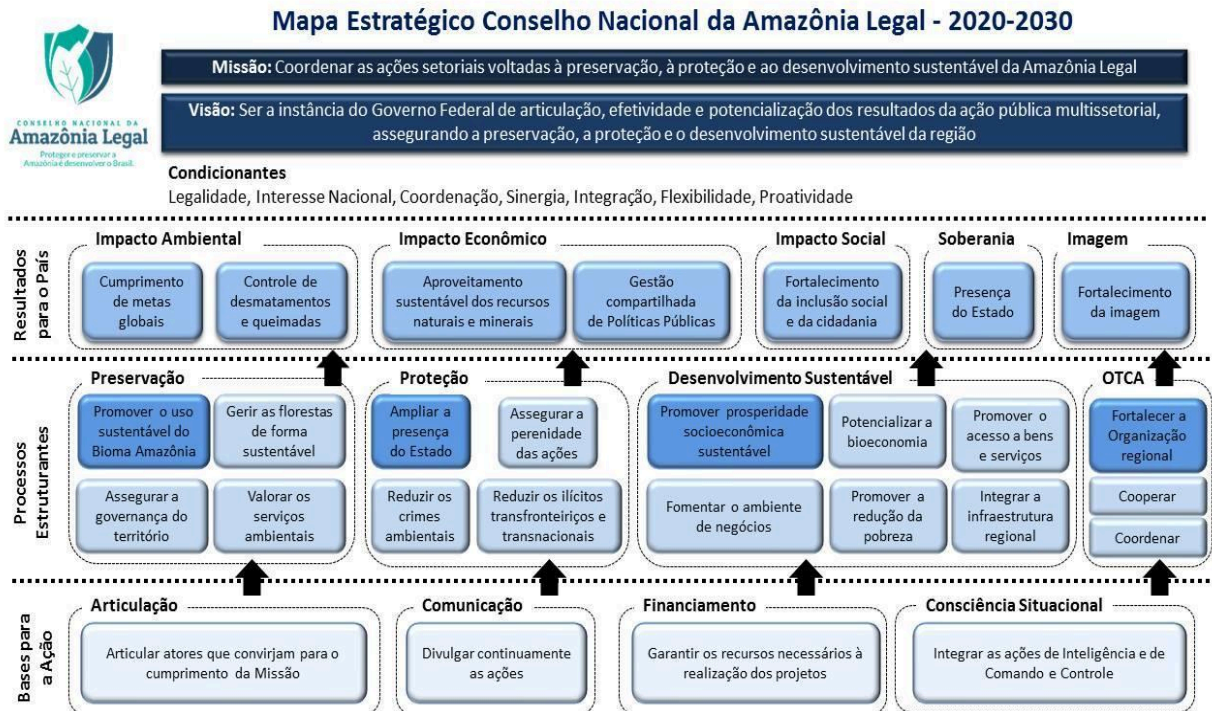 Mapa Estratégico Conselho Nacional da Amazônia Legal - 2020-2030
CONSELHO NACIONAL DA
Amazônia Legal
Proteger e preservar a
Amazônia é desenvolver o Brasil.
Missão: Coordenar as ações setoriais voltadas à preservação, à proteção e ao desenvolvimento sustentável da Amazônia Legal
Visão: Ser a instância do Governo Federal de articulação, efetividade e potencialização dos resultados da ação pública multissetorial,
assegurando a preservação, a proteção e o desenvolvimento sustentável da região
Condicionantes
Legalidade, Interesse Nacional, Coordenação, Sinergia, Integração, Flexibilidade, Proatividade
Resultados
para o País
Impacto Ambiental
Cumprimento
de metas
globais
Controle de
desmatamentos
e queimadas
Impacto Econômico
Aproveitamento
sustentável dos recursos
naturais e minerais
Gestão
compartilhada
de Políticas Públicas
Impacto Social
Fortalecimento
da inclusão social
e da cidadania
Soberania
Presença
do Estado
Imagem
Fortalecimento
da imagem
Processos
Estruturantes
Preservação
Promover o uso
sustentável do
Bioma Amazônia
Gerir as florestas
de forma
sustentável
Assegurar a
governança do
território
Valorar os
serviços
ambientais
Proteção
Ampliar a
presença
do Estado
Assegurar a
perenidade
das ações
Reduzir os
crimes
ambientais
Reduzir os ilícitos
transfronteiriços e
transnacionais
Desenvolvimento Sustentável
Promover prosperidade
socioeconômica
sustentável
Potencializar a
bioeconomia
Promover o
acesso a bens
e serviços
Fomentar o ambiente
de negócios
Promover a
redução da
pobreza
Integrar a
infraestrutura
regional
OTCA
Fortalecer a
Organização
regional
Cooperar
Coordenar
Bases para
a Ação
Articulação
Articular atores que convirjam para o
cumprimento da Missão
Comunicação
Divulgar continuamente
as ações
Financiamento
Garantir os recursos necessários à
realização dos projetos
Consciência Situacional
Integrar as ações de Inteligência e de
Comando e Controle